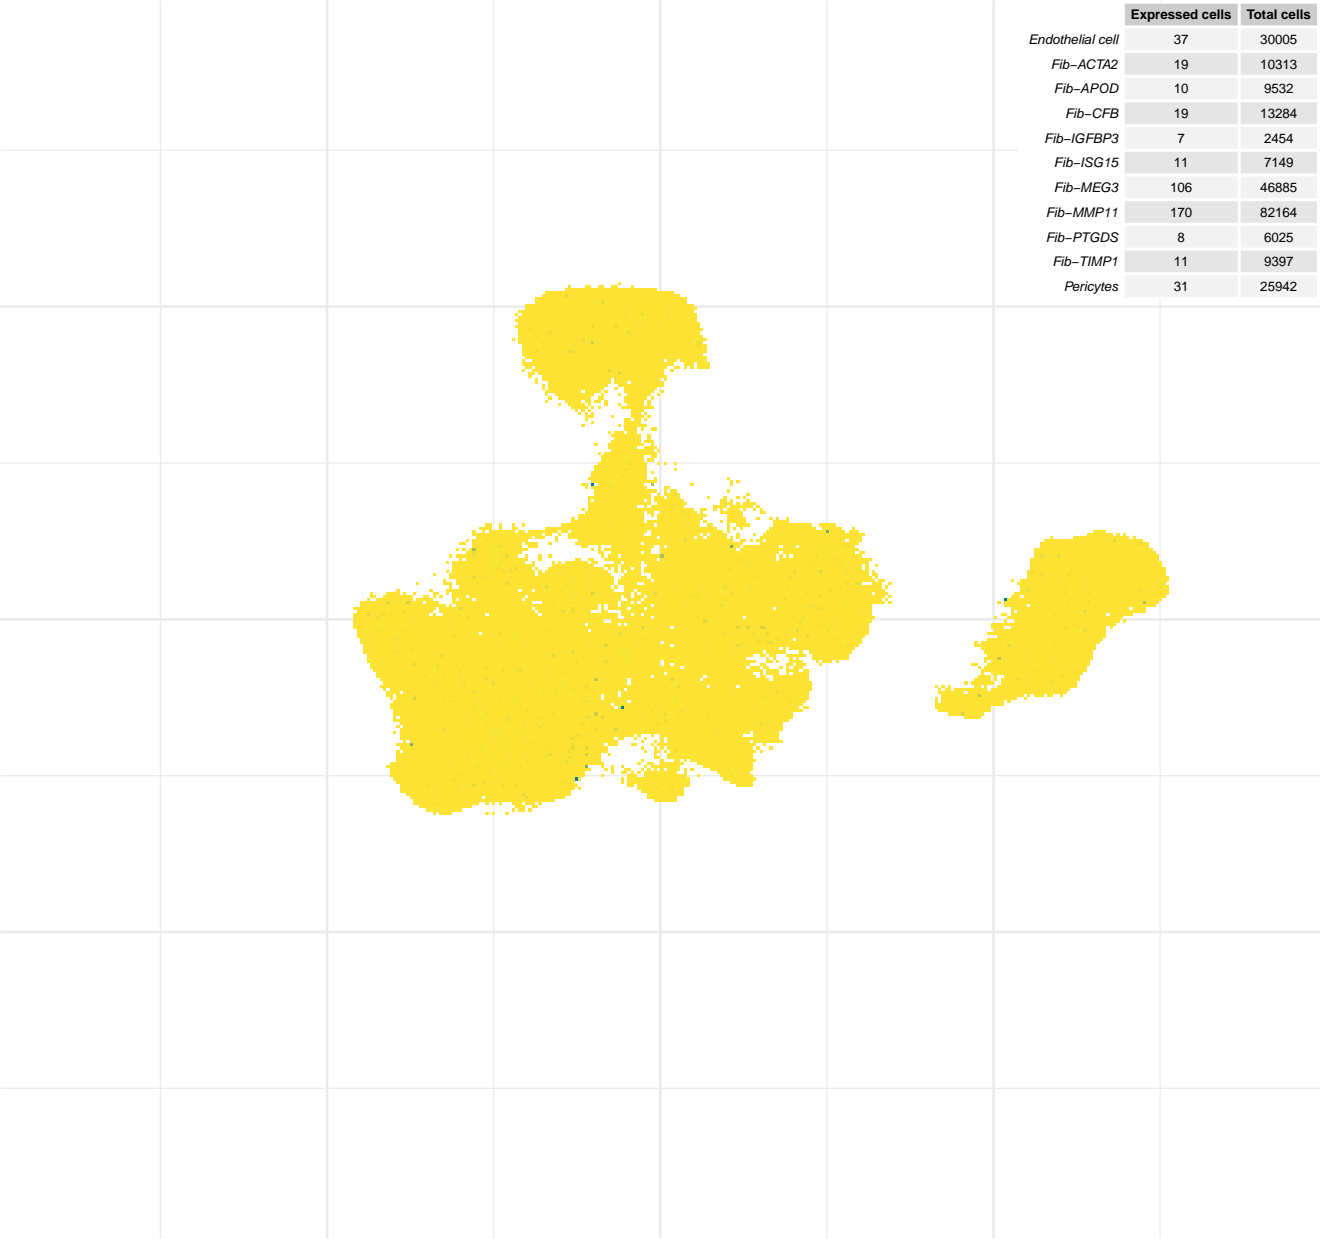 Expressed cells Total cells
Endothelial cell 37 30005
Fib−ACTA2 19 10313
Fib−APOD 10 9532
Fib−CFB 19 13284
Fib−IGFBP3 7 2454
Fib−ISG15 11 7149
Fib−MEG3 106 46885
Fib−MMP11 170 82164
Fib−PTGDS 8 6025
Fib−TIMP1 11 9397
Pericytes 31 25942